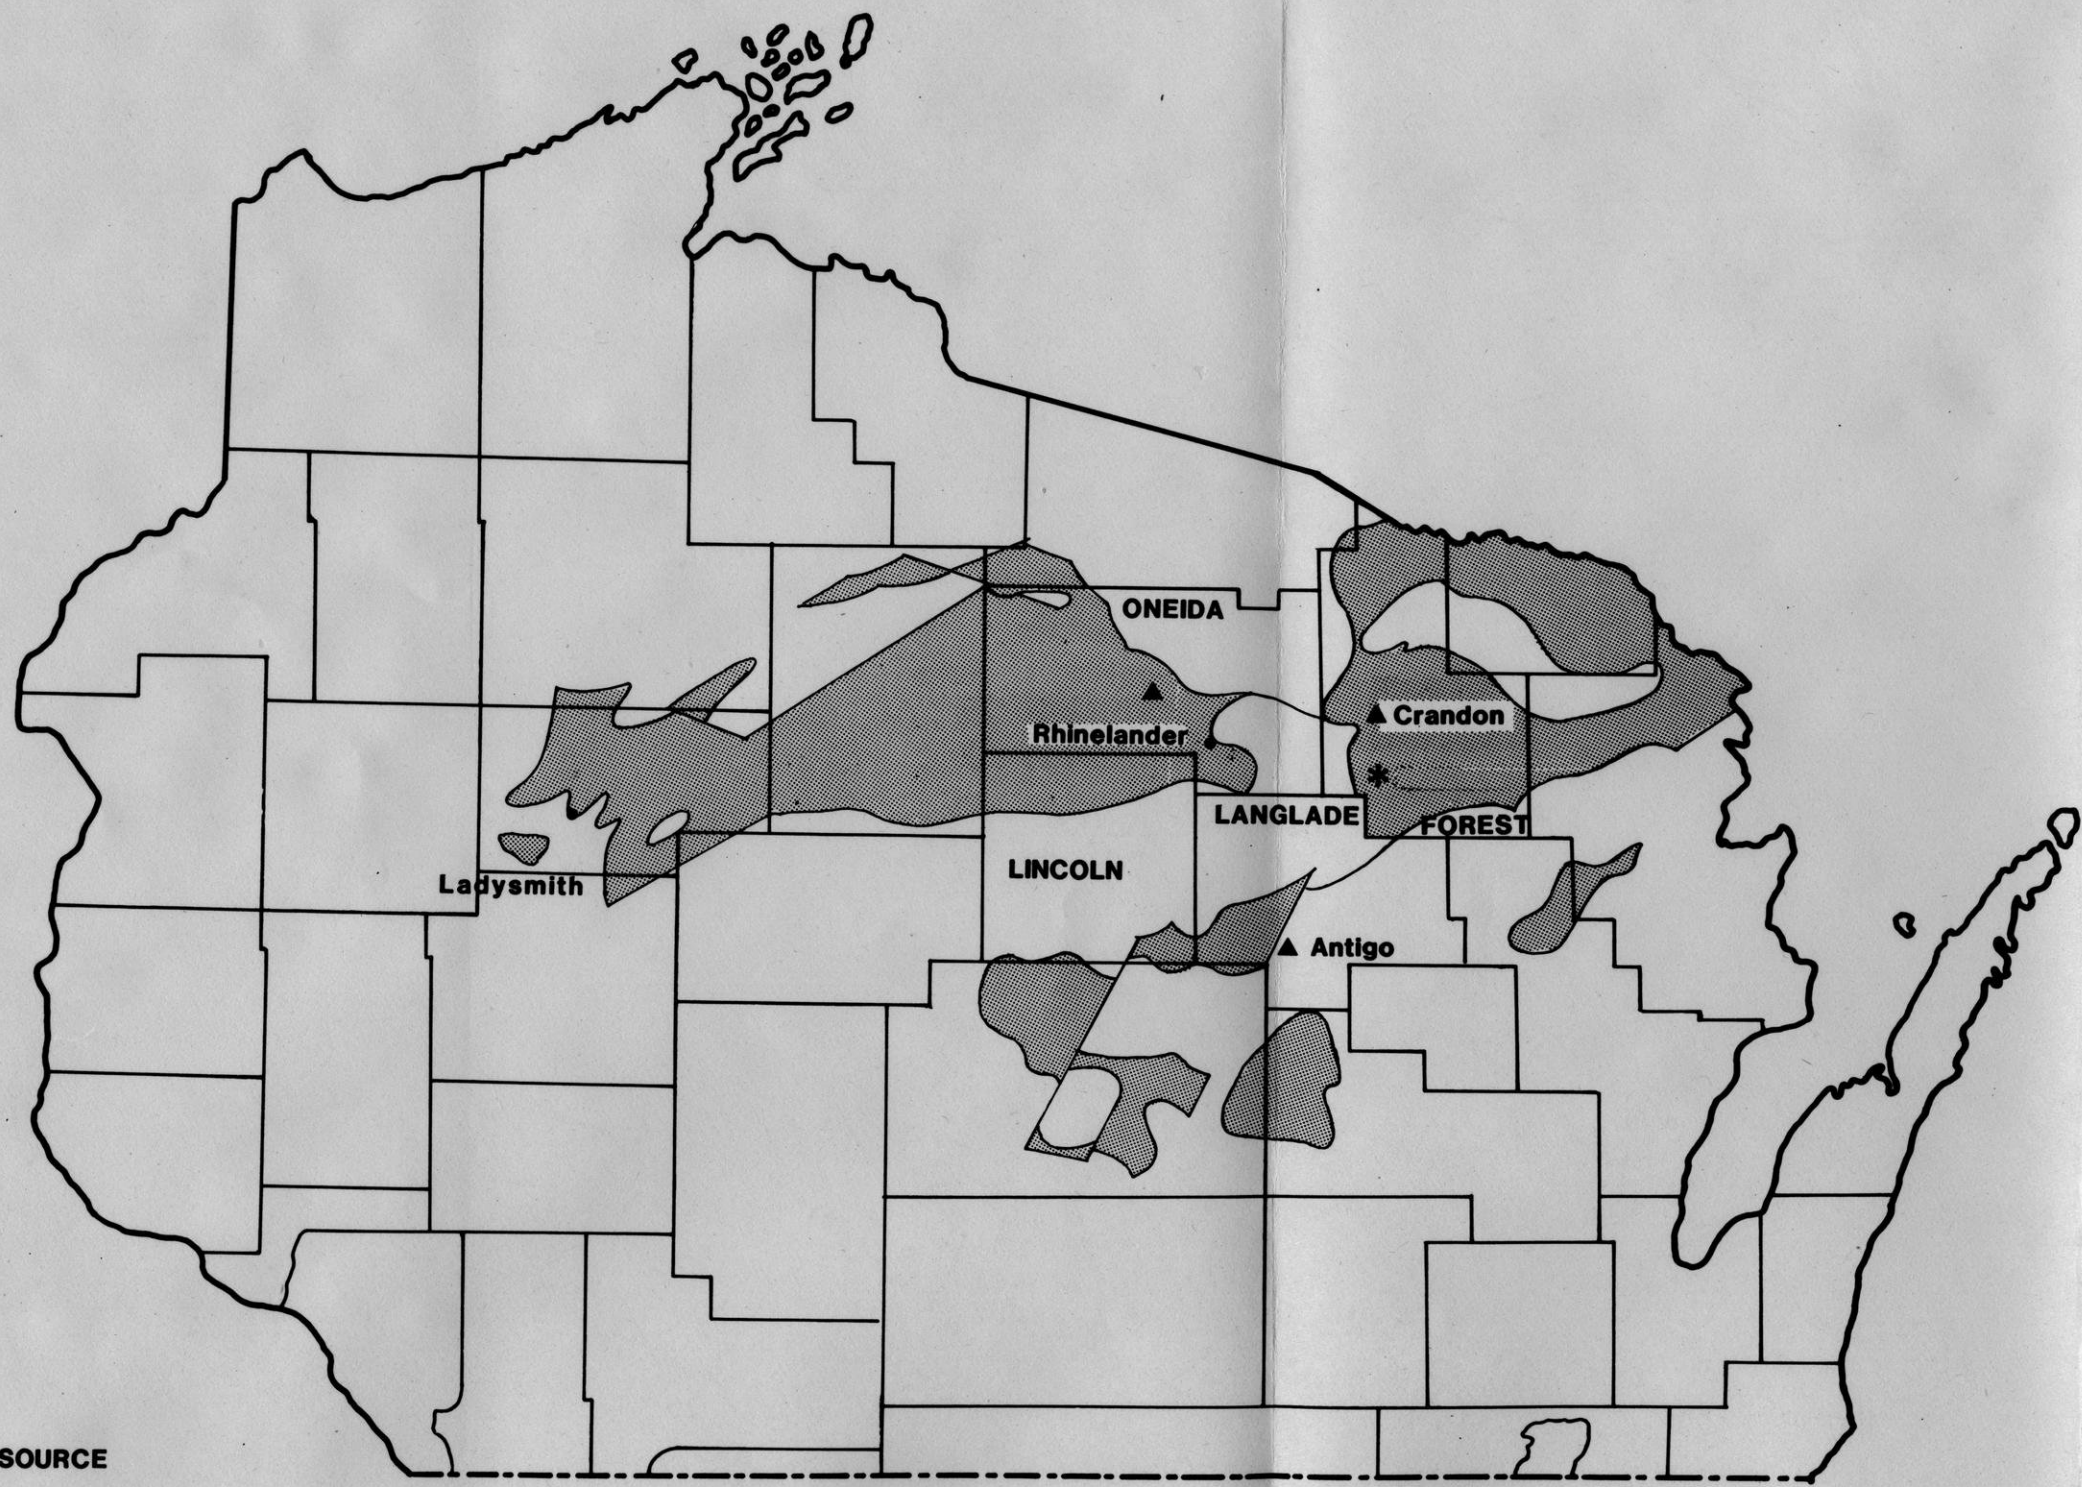 ONEIDA
Rhinelander
Crandon
LANGLADE
FOREST
LINCOLN
Ladysmith
Antigo
SOURCE